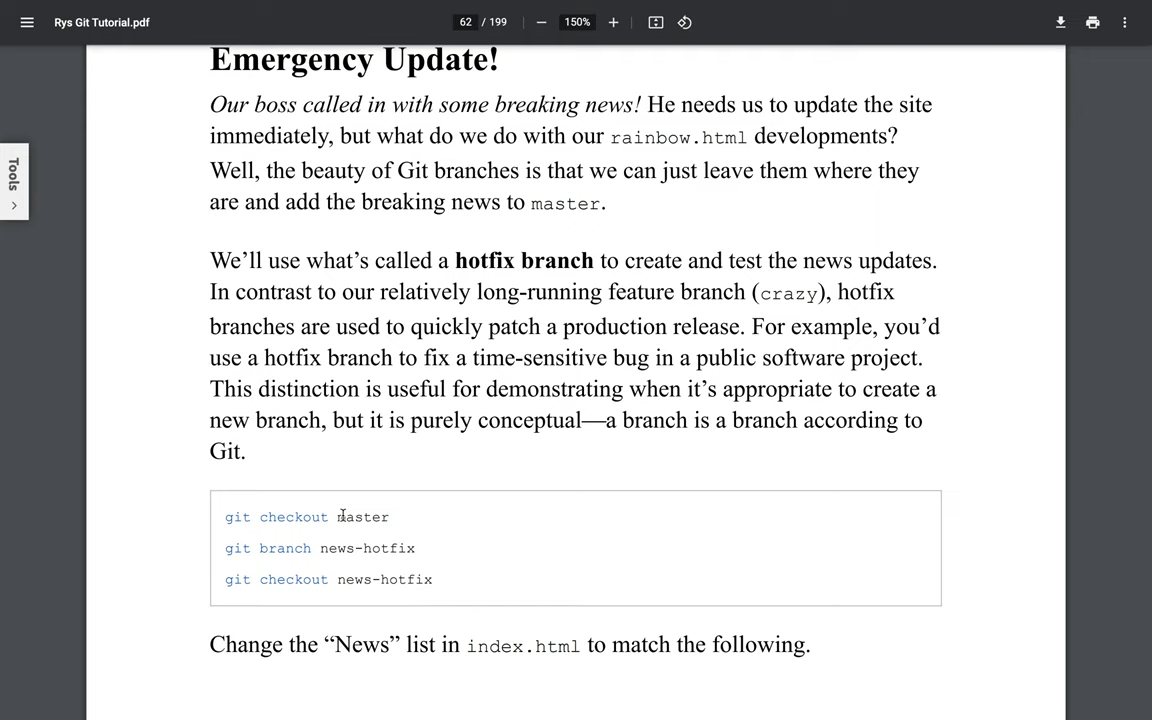 Rys Git Tutorial.pdf
62 / 199
150%
Tools
Emergency Update!
Our boss called in with some breaking news! He needs us to update the site
immediately, but what do we do with our rainbow.html developments?
Well, the beauty of Git branches is that we can just leave them where they
are and add the breaking news to master.
We’ll use what’s called a hotfix branch to create and test the news updates.
In contrast to our relatively long-running feature branch (crazy), hotfix
branches are used to quickly patch a production release. For example, you’d
use a hotfix branch to fix a time-sensitive bug in a public software project.
This distinction is useful for demonstrating when it’s appropriate to create a
new branch, but it is purely conceptual—a branch is a branch according to
Git.
git checkout master
git branch news-hotfix
git checkout news-hotfix
Change the “News” list in index.html to match the following.